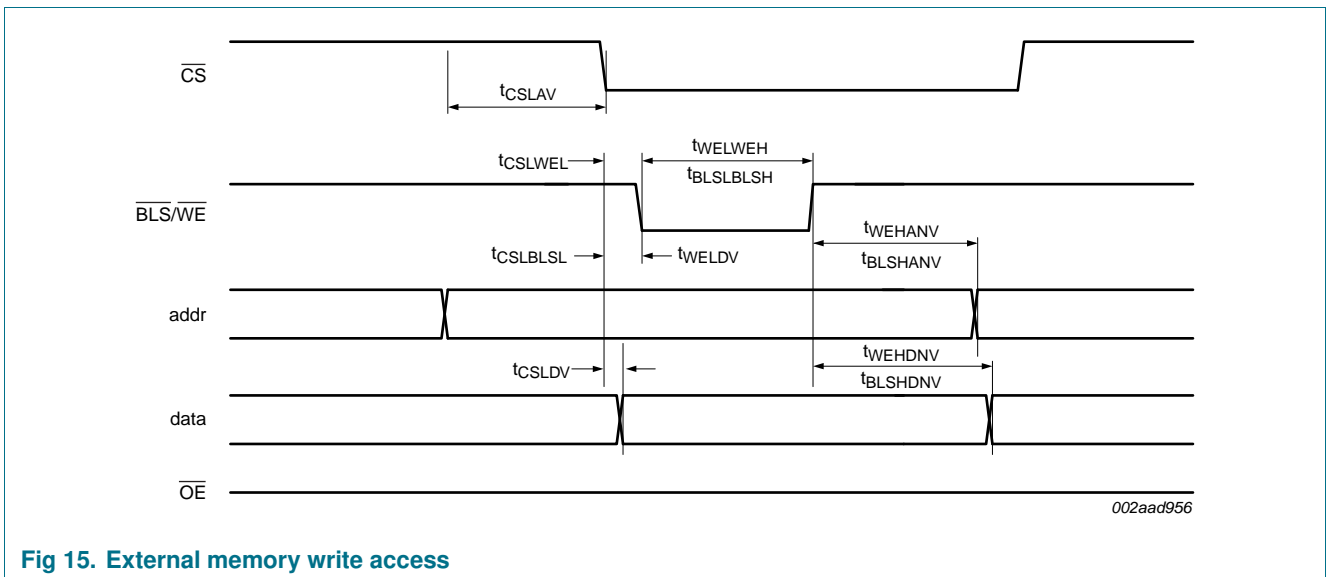 CS
tCSLAV
tCSLWEL
tWELWEH
tBLSLBLSH
BLS/WE
tWEHANV
tCSLBLSL
tWELDV
tBLSHANV
addr
tWEHDNV
tCSLDV
tBLSHDNV
data
OE
002aad956
Fig 15. External memory write access